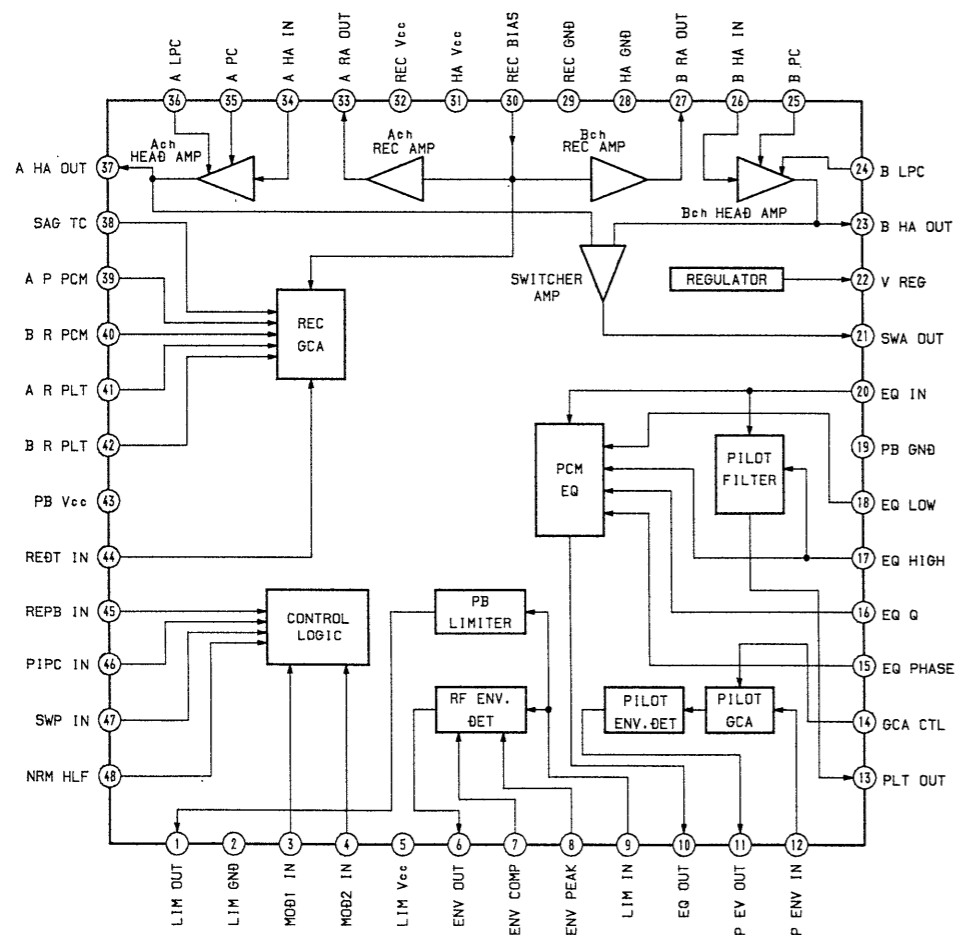 A LPC
A PC
A HA IN
A RA OUT
REC Vcc
HA Vcc
REC BIAS
REC GND
HA GND
B RA OUT
B HA IN
B PC
36
35
34
33
32
31
30
29
28
27
26
25
A HA OUT 37
Ach
HEAD AMP
Ach
REC AMP
Bch
REC AMP
24 B LPC
Bch HEAD AMP
SAG TC 38
23 B HA OUT
A P PCM 39
SWITCHER
AMP
REGULATOR
22 V REG
B R PCM 40
REC
GCA
21 SWA OUT
A R PLT 41
20 EQ IN
B R PLT 42
19 PB GND
PCM
EQ
PILOT
FILTER
PB Vcc 43
18 EQ LOW
REDT IN 44
17 EQ HIGH
REPB IN 45
CONTROL
LOGIC
PB
LIMITER
16 EQ Q
PIPC IN 46
15 EQ PHASE
SWP IN 47
RF ENV.
DET
PILOT
ENV.DET
PILOT
GCA
14 GCA CTL
NRM HLF 48
13 PLT OUT
1
2
3
4
5
6
7
8
9
10
11
12
LIM OUT
LIM GND
MOD1 IN
MOD2 IN
LIM Vcc
ENV OUT
ENV COMP
ENV PEAK
LIM IN
EQ OUT
P EV OUT
P ENV IN